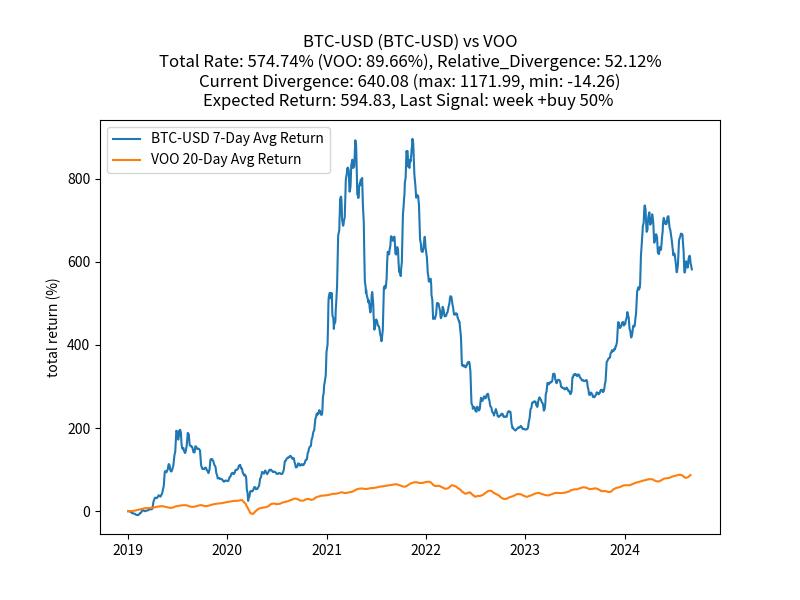 BTC-USD (BTC-USD) vs VOO
Total Rate: 574.74% (VOO: 89.66%), Relative_Divergence: 52.12%
Current Divergence: 640.08 (max: 1171.99, min: -14.26)
Expected Return: 594.83, Last Signal: week +buy 50%
BTC-USD 7-Day Avg Return
VOO 20-Day Avg Return
total return (%)
800
600
400
200
0
2019 2020 2021 2022 2023 2024